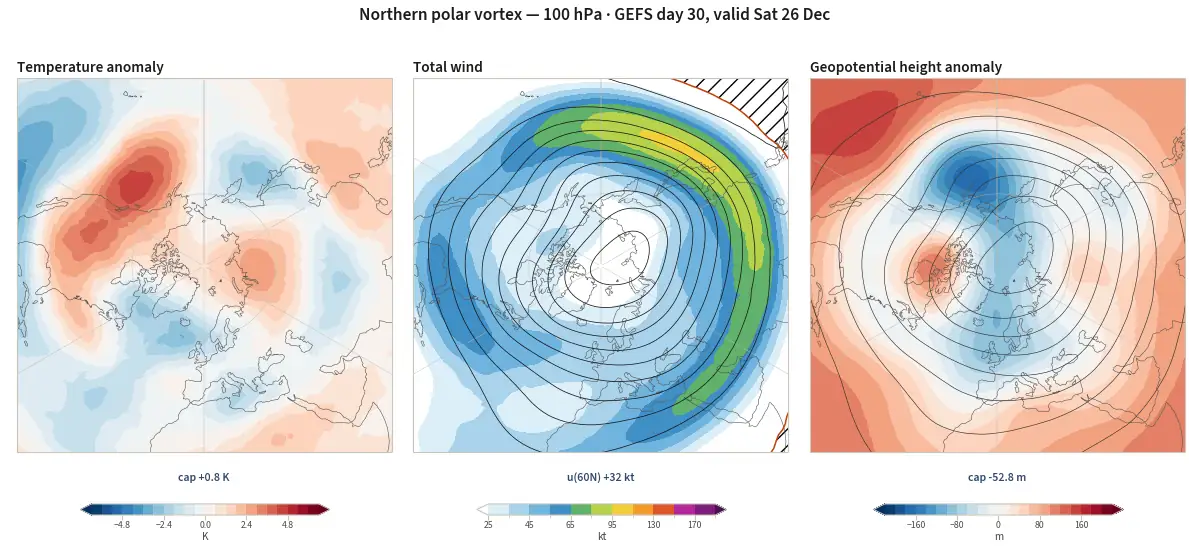 Northern polar vortex — 100 hPa · GEFS day 30, valid Sat 26 Dec
Temperature anomaly
Total wind
Geopotential height anomaly
cap +0.8 K
u(60N) +32 kt
cap -52.8 m
−4.8 −2.4 0.0 2.4 4.8
K
25 45 65 95 130 170
kt
−160 −80 0 80 160
m